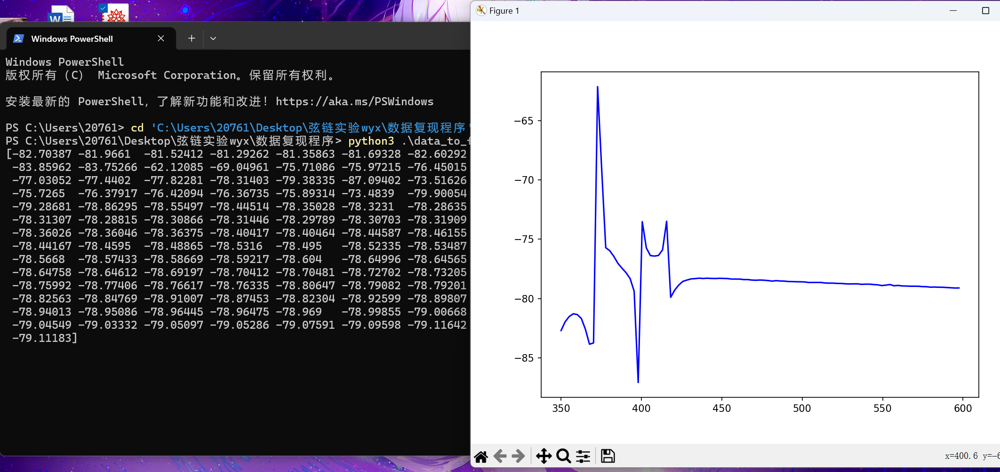 W
Windows PowerShell
Windows PowerShell
版权所有 (C) Microsoft Corporation。保留所有权利。
安装最新的 PowerShell，了解新功能和改进！https://aka.ms/PSWindows
PS C:\Users\20761> cd 'C:\Users\20761\Desktop\弦链实验wyx\数据复现程序'
PS C:\Users\20761\Desktop\弦链实验wyx\数据复现程序> python3 .\data_to_f
[-82.70387 -81.9661 -81.52412 -81.29262 -81.35863 -81.69328 -82.60292
-83.85962 -83.75266 -62.12085 -69.04961 -75.71086 -75.97215 -76.45015
-77.03052 -77.4402 -77.82281 -78.31403 -79.38335 -87.09402 -73.51626
-75.7265 -76.37917 -76.42094 -76.36735 -75.89314 -73.4839 -79.90054
-79.28681 -78.86295 -78.55497 -78.44514 -78.35028 -78.3231 -78.28635
-78.31307 -78.28815 -78.30866 -78.31446 -78.29789 -78.30703 -78.31909
-78.36026 -78.36046 -78.36375 -78.40417 -78.40464 -78.44587 -78.46155
-78.44167 -78.4595 -78.48865 -78.5316 -78.495 -78.52335 -78.53487
-78.5668 -78.57433 -78.58669 -78.59217 -78.604 -78.64996 -78.64565
-78.64758 -78.64612 -78.69197 -78.70412 -78.70481 -78.72702 -78.73205
-78.75992 -78.77406 -78.76617 -78.76335 -78.80647 -78.79082 -78.79201
-78.82563 -78.84769 -78.91007 -78.87453 -78.82304 -78.92599 -78.89807
-78.94013 -78.95086 -78.96445 -78.96475 -78.969 -78.99855 -79.00668
-79.04549 -79.03332 -79.05097 -79.05286 -79.07591 -79.09598 -79.11642
-79.11183]
Figure 1
−65
−70
−75
−80
−85
350 400 450 500 550 600
x=400.6 y=−6